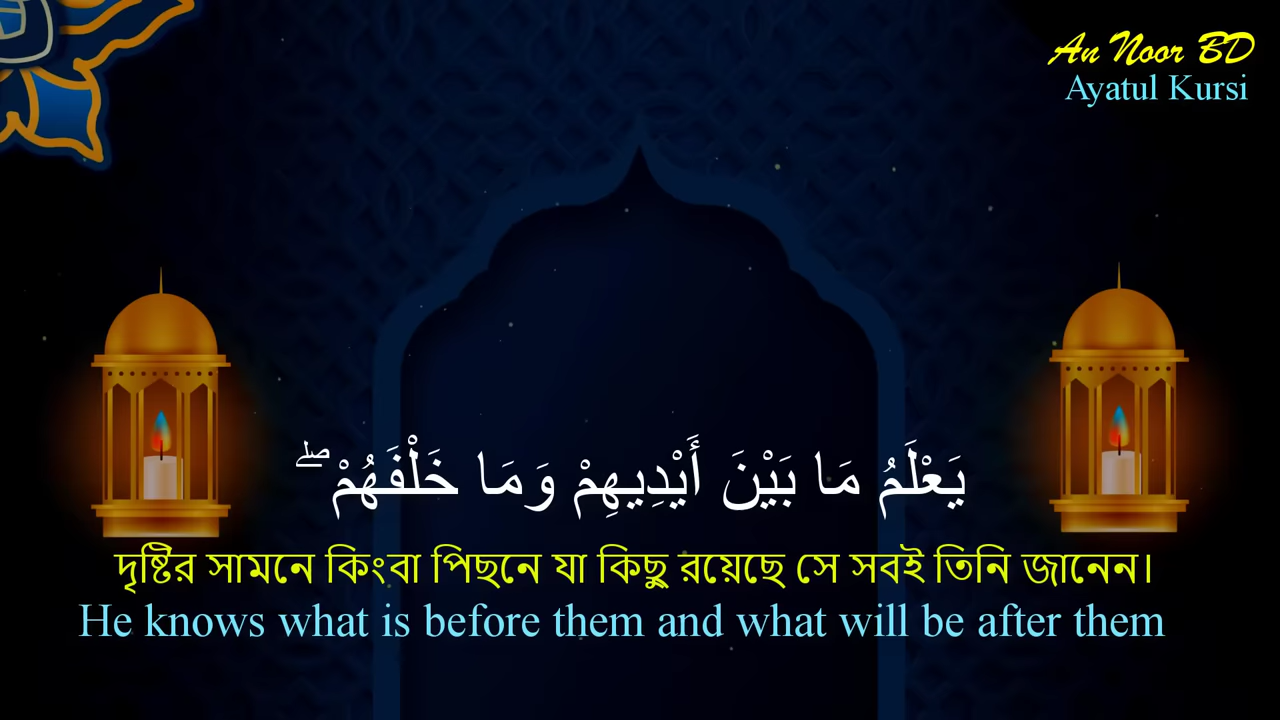 An Noor BD
Ayatul Kursi
يَعْلَمُ مَا بَيْنَ أَيْدِيهِمْ وَمَا خَلْفَهُمْ ۖ
দৃষ্টির সামনে কিংবা পিছনে যা কিছু রয়েছে সে সবই তিনি জানেন।
He knows what is before them and what will be after them